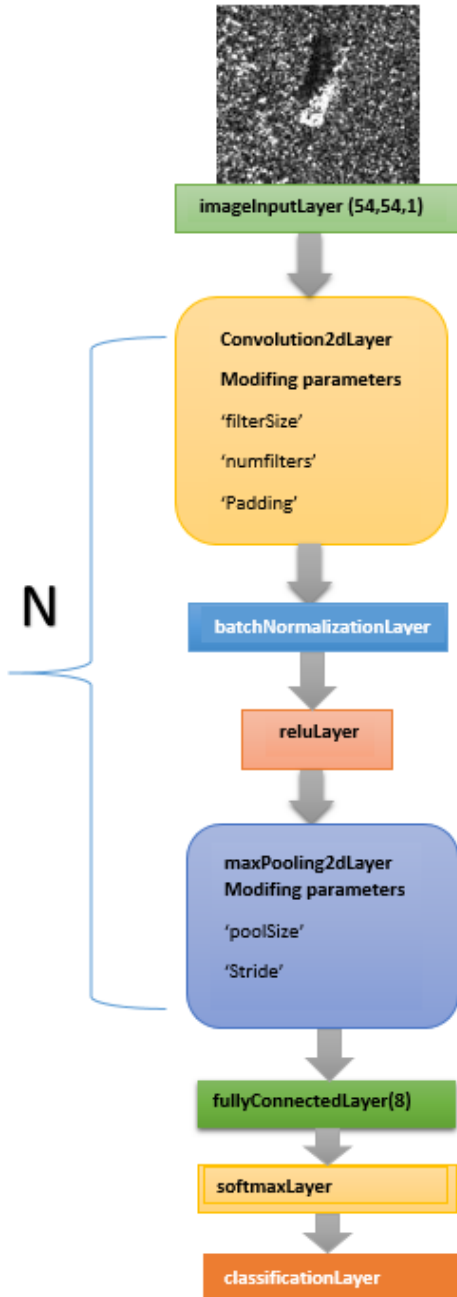 imageInputLayer (54,54,1)
Convolution2dLayer
Modifing parameters
‘filterSize’
‘numfilters’
‘Padding’
N
batchNormalizationLayer
reluLayer
maxPooling2dLayer
Modifing parameters
‘poolSize’
‘Stride’
fullyConnectedLayer(8)
softmaxLayer
classificationLayer